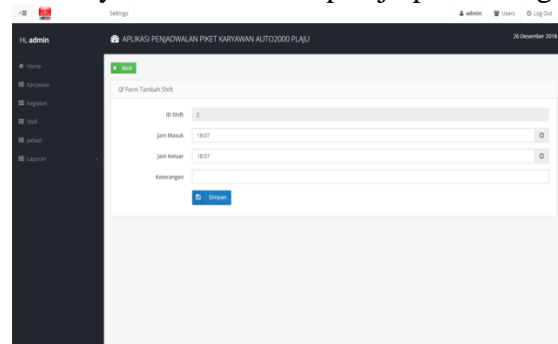 Settings
admin Users Log Out
Hi, admin
APLIKASI PENJADWALAN PIKET KARYAWAN AUTO2000 PLAJU
26 Desember 2018
Home
Karyawan
Kegiatan
Shift
Jadwal
Laporan
Back
Form Tambah Shift
ID Shift 2
Jam Masuk 18:07
Jam Keluar 18:07
Keterangan
Simpan